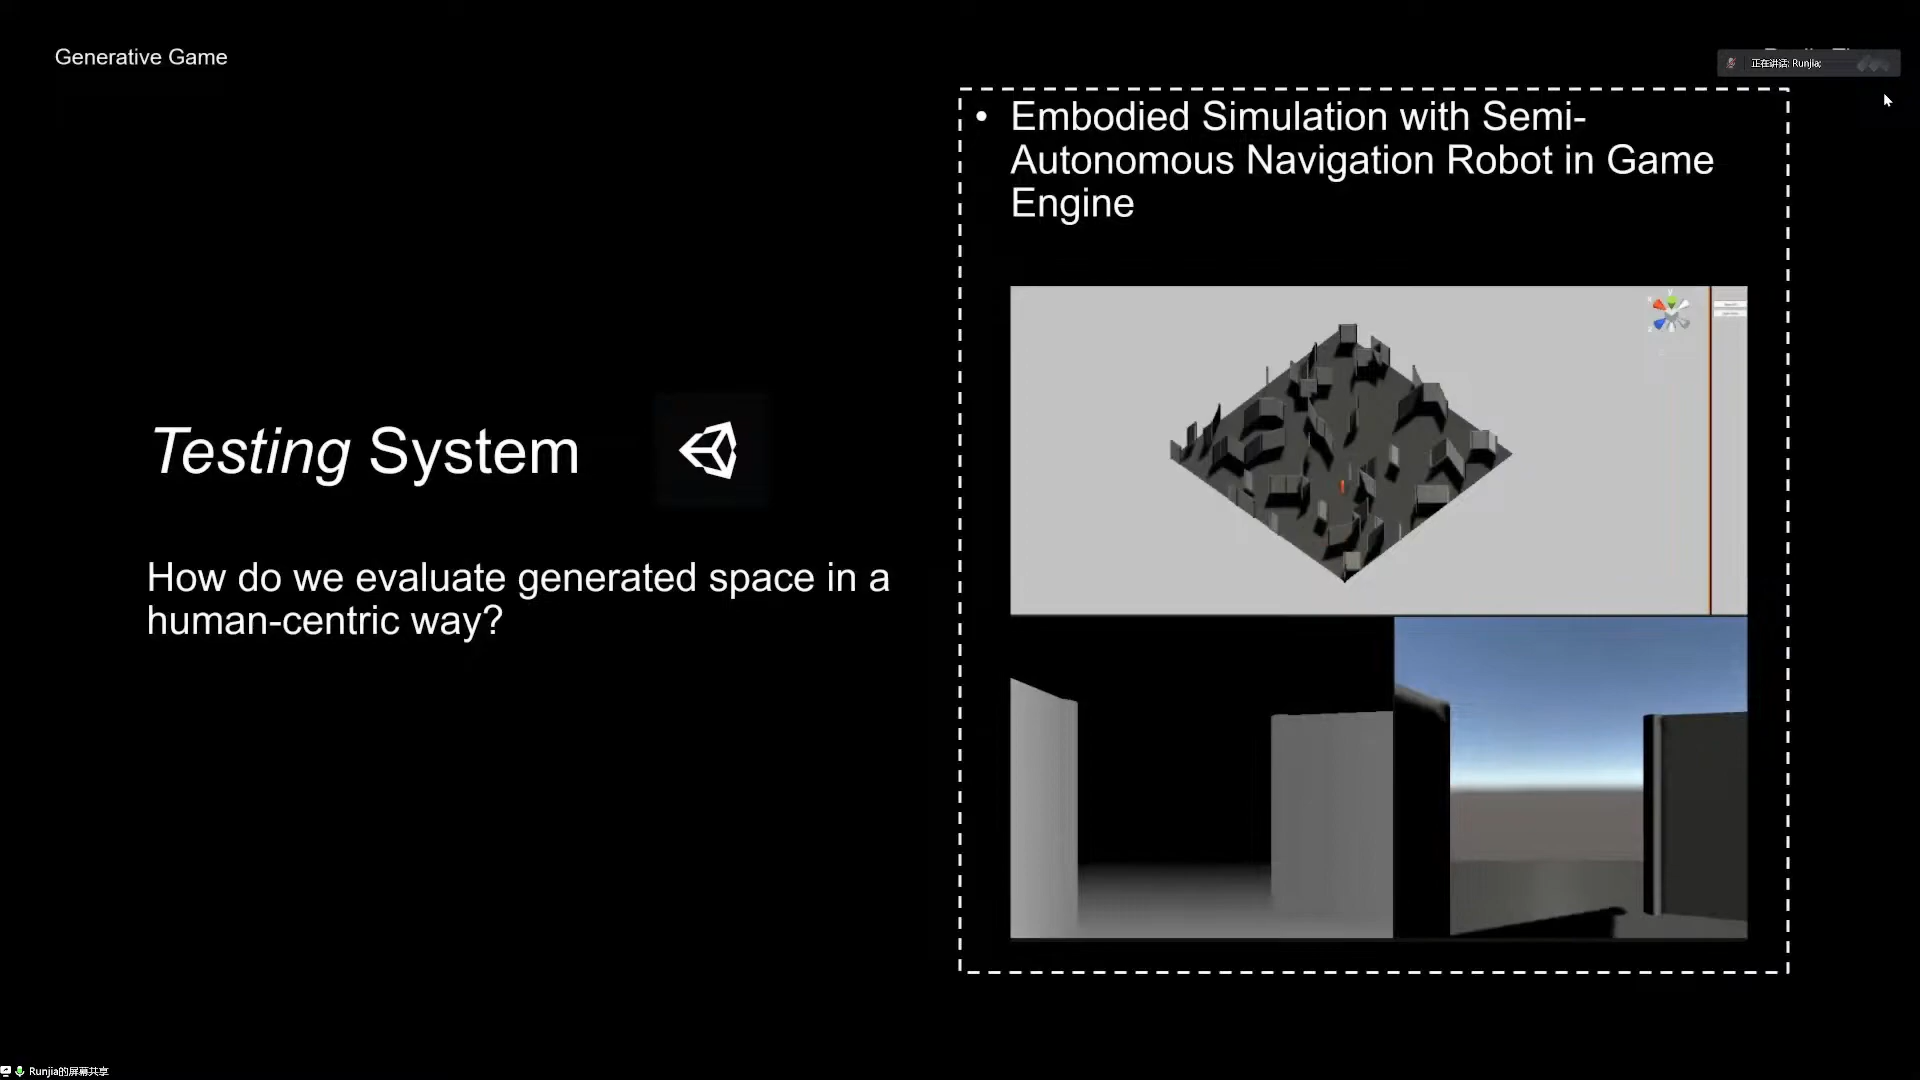 Generative Game
正在讲话: Runjia;
• Embodied Simulation with Semi-
Autonomous Navigation Robot in Game
Engine
Testing System
How do we evaluate generated space in a
human-centric way?
Runjia的屏幕共享